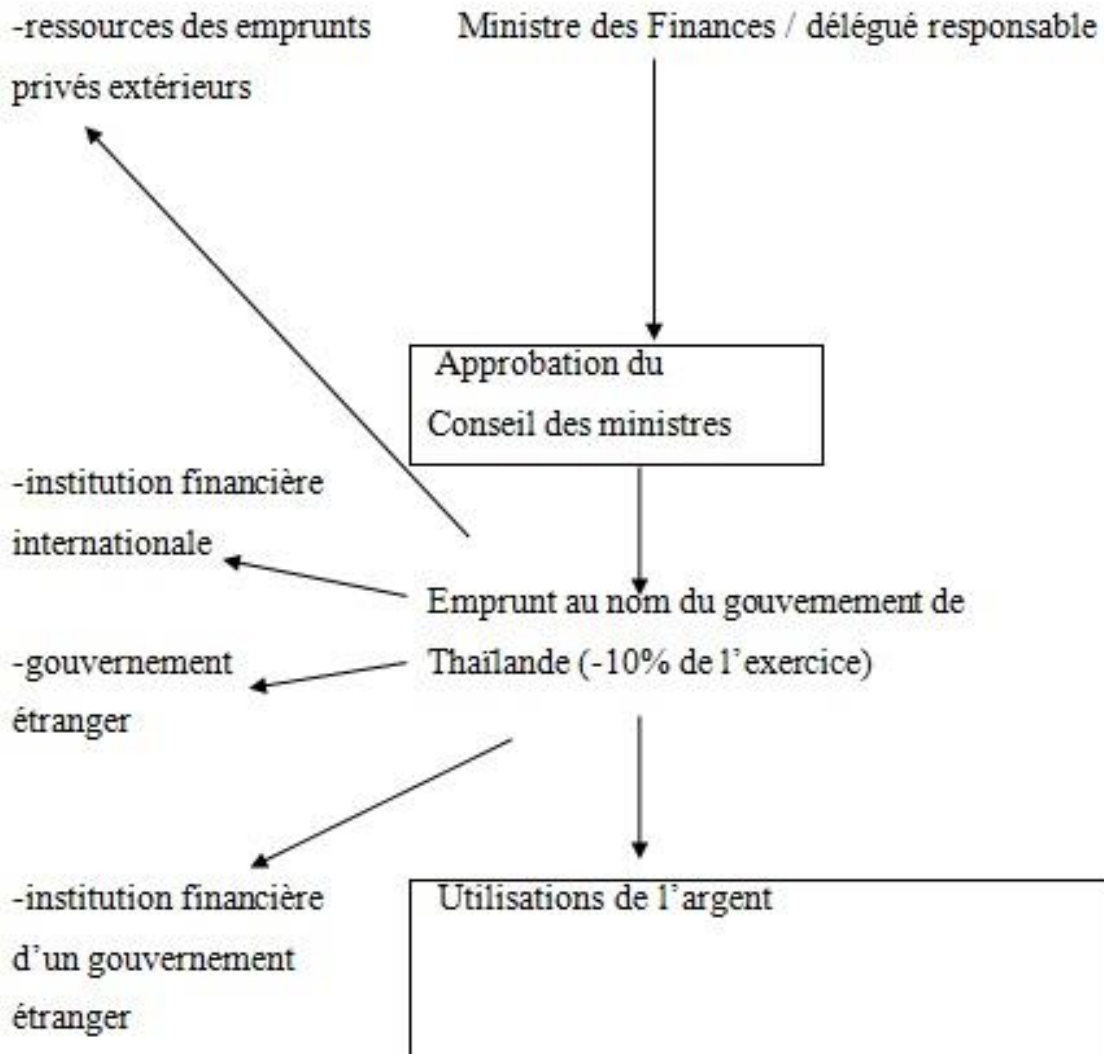 -ressources des emprunts
privés extérieurs
Ministre des Finances / délégué responsable
Approbation du
Conseil des ministres
-institution financière
internationale
Emprunt au nom du gouvernement de
Thaïlande (-10% de l’exercice)
-gouvernement
étranger
-institution financière
d’un gouvernement
étranger
Utilisations de l’argent